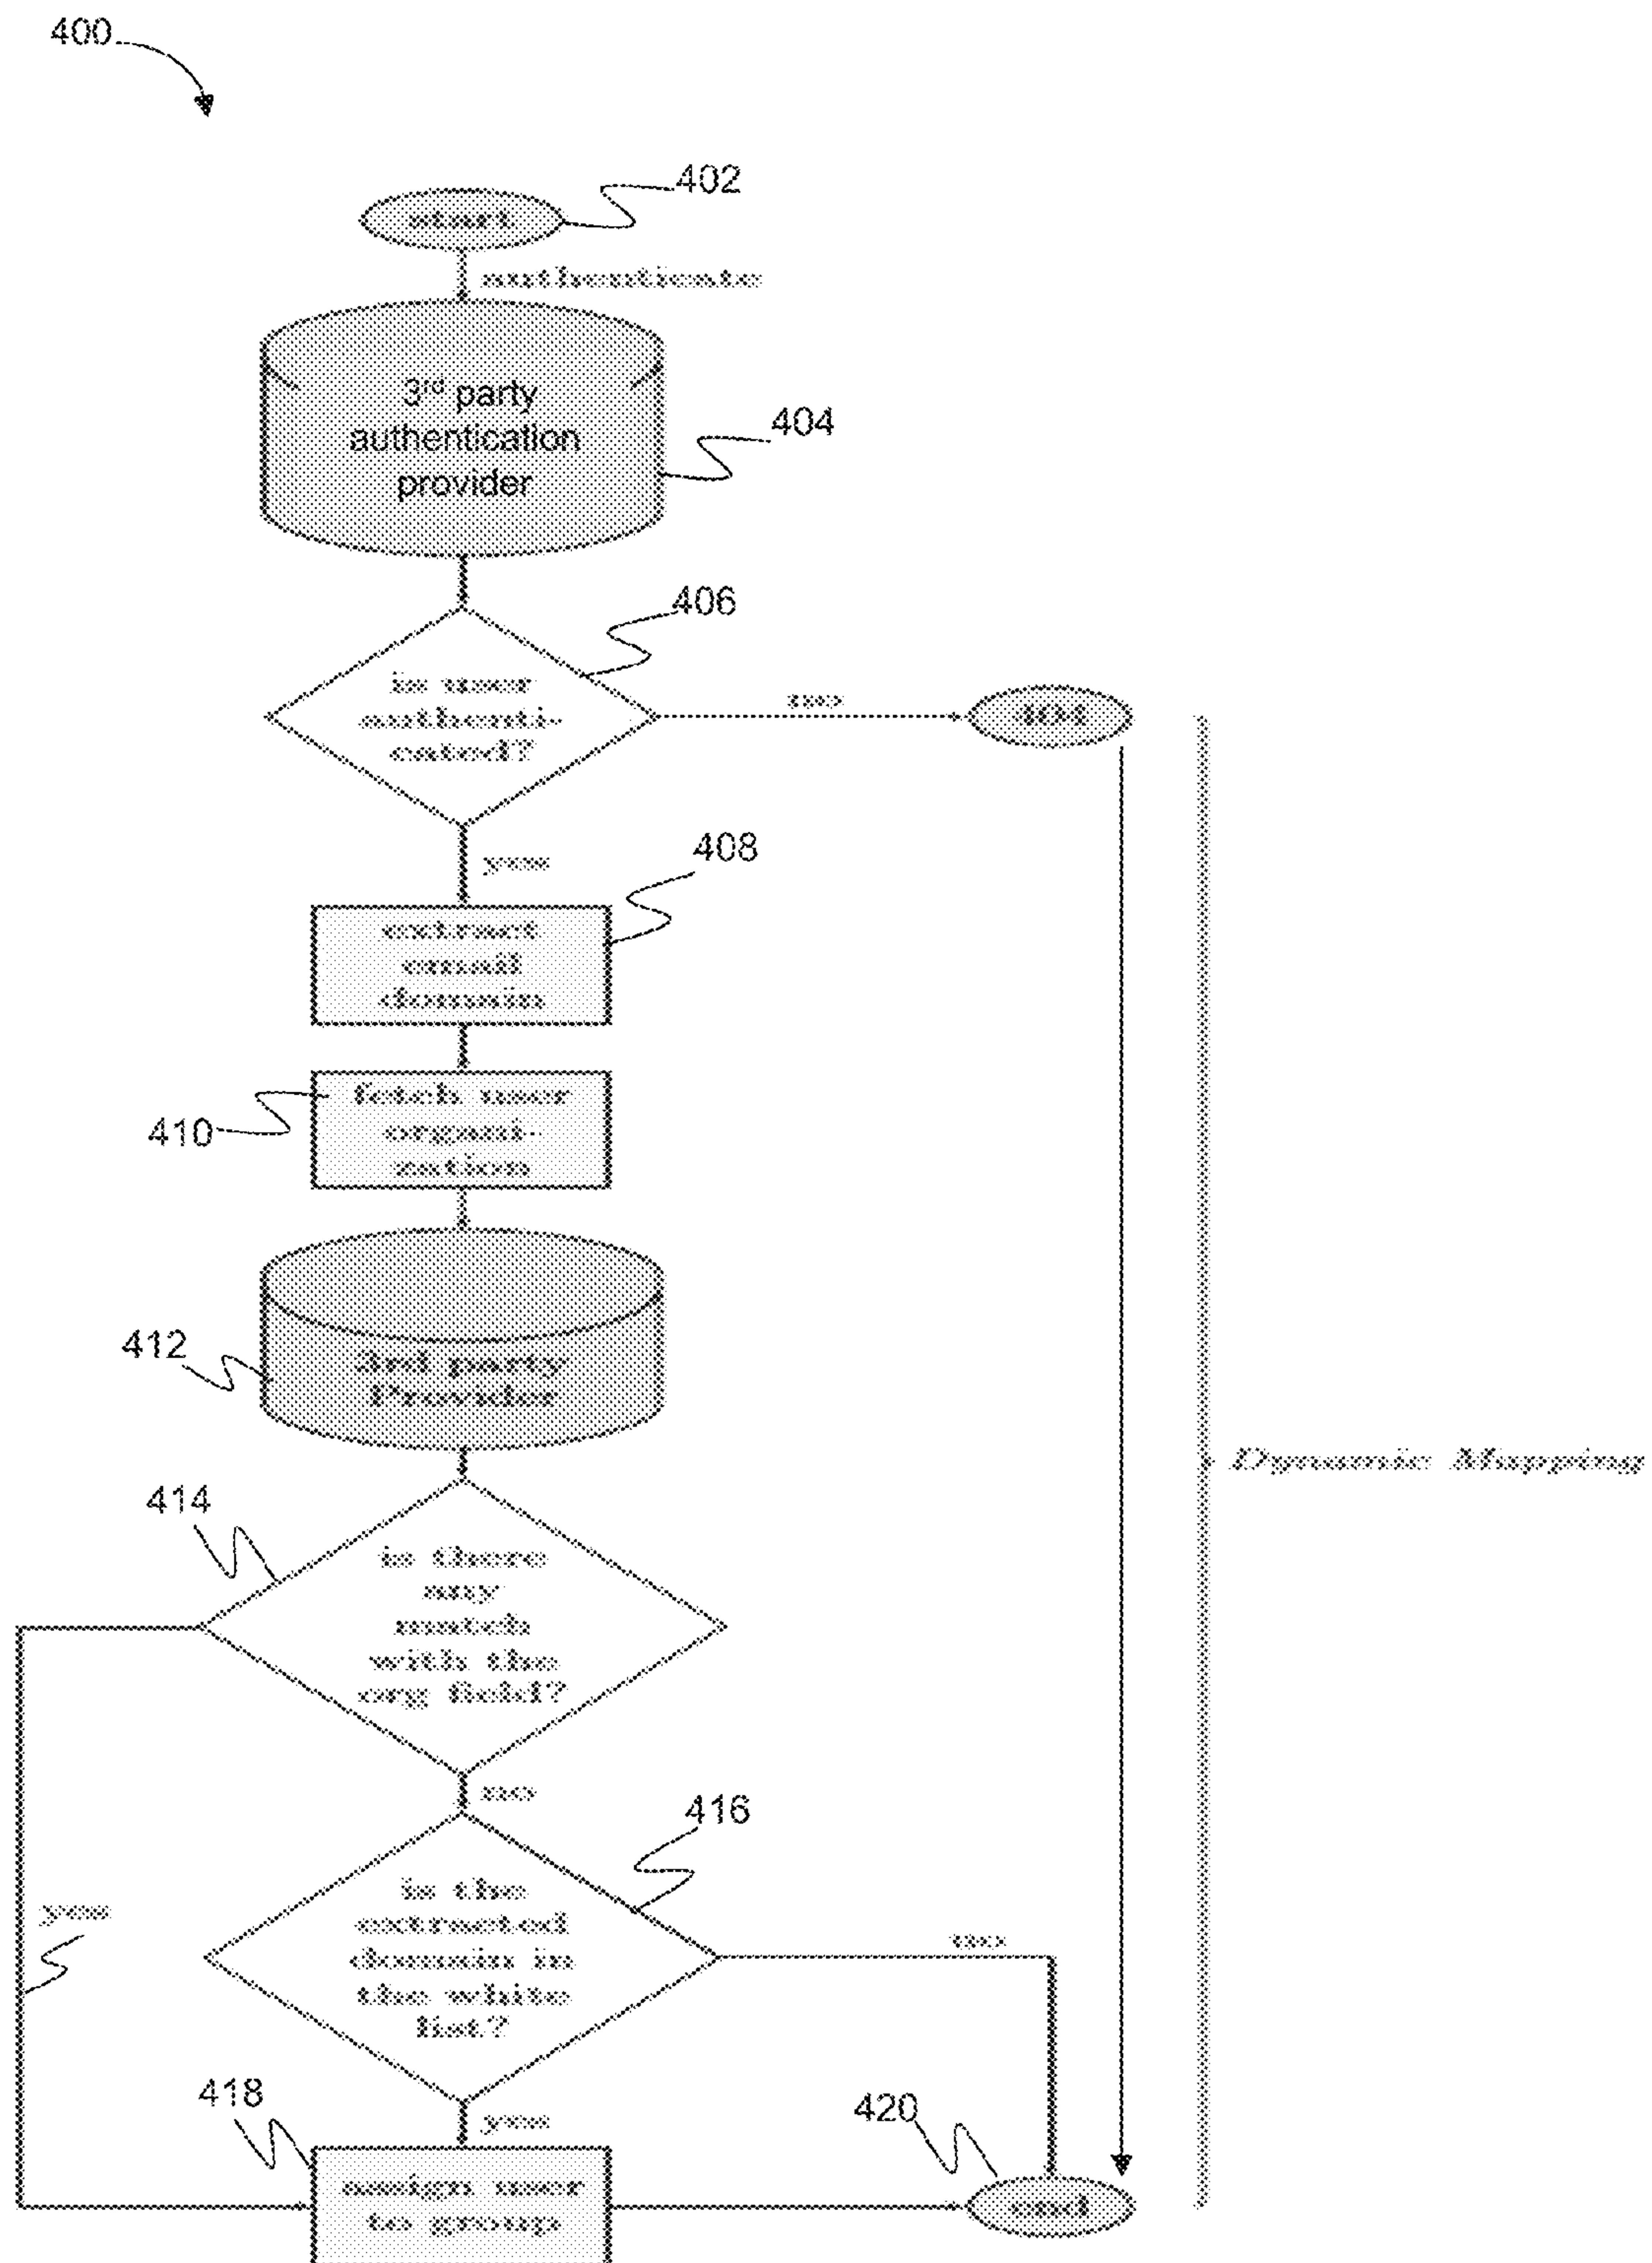 400
402
start
authenticate
3rd party
authentication
provider
404
406
is user
authenti-
cated?
no
404
yes
408
extract
email
domain
410
fetch user
organi-
zation
412
3rd party
Provider
Dynamic Mapping
414
is there
any
match
with the
org field?
no
416
is the
extracted
domain in
the white
list?
yes
no
418
yes
420
assign user
to group
end